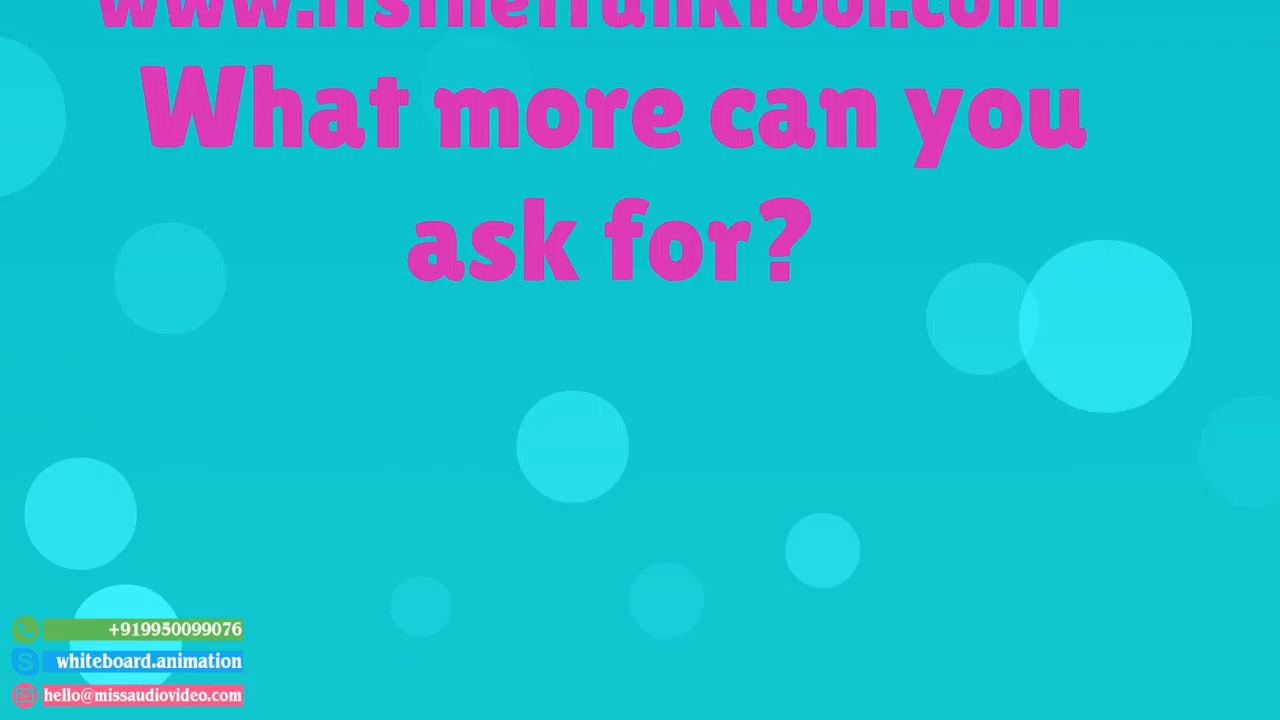 What more can you
ask for?
+919950099076
whiteboard.animation
hello@missaudiovideo.com